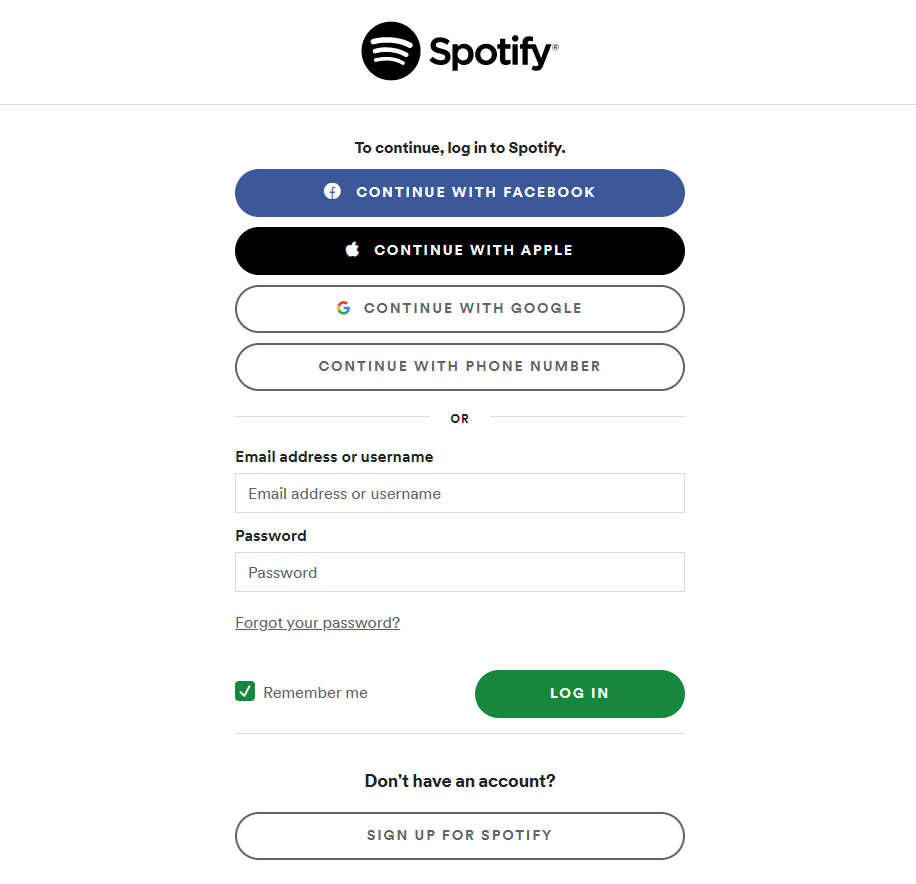 Spotify®
To continue, log in to Spotify.
CONTINUE WITH FACEBOOK
CONTINUE WITH APPLE
CONTINUE WITH GOOGLE
CONTINUE WITH PHONE NUMBER
OR
Email address or username
Email address or username
Password
Password
Forgot your password?
Remember me
LOG IN
Don't have an account?
SIGN UP FOR SPOTIFY